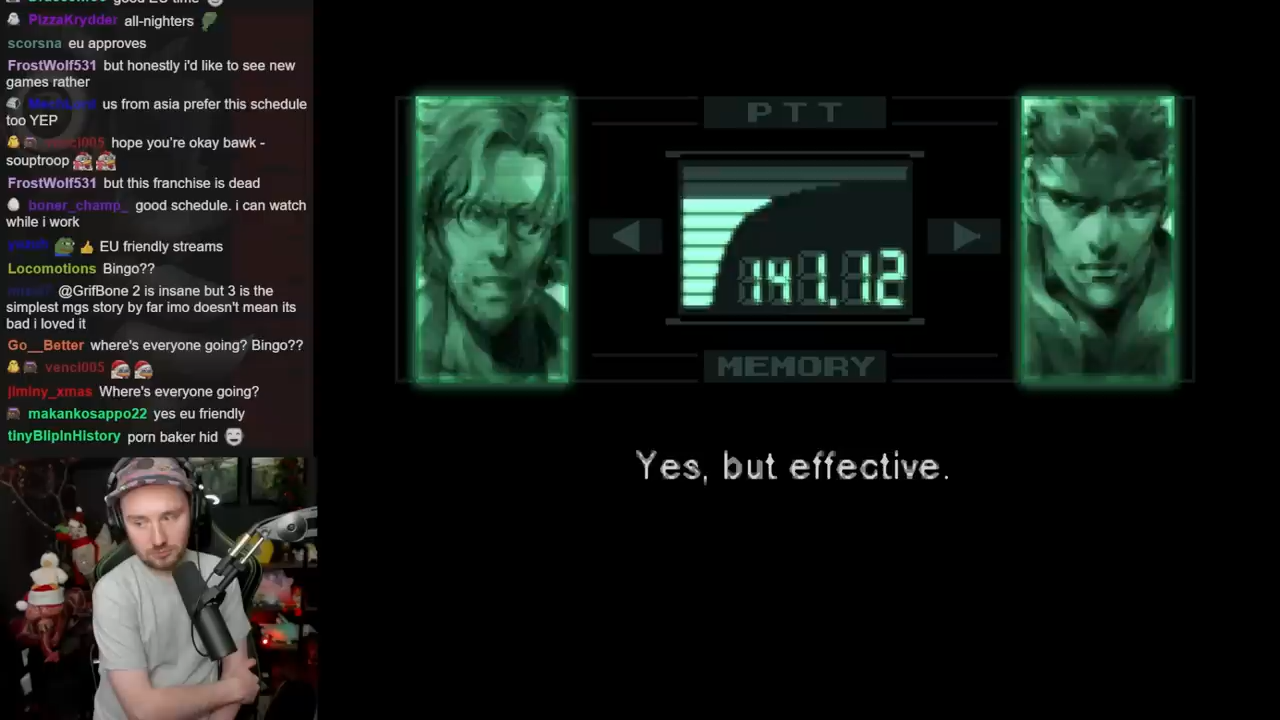 PizzaKrydder all-nighters
scorsna eu approves
FrostWolf531 but honestly i'd like to see new
games rather
us from asia prefer this schedule
too YEP
venci005 hope you're okay bawk -
souptroop
FrostWolf531 but this franchise is dead
boner_champ_ good schedule. i can watch
while i work
EU friendly streams
Locomotions Bingo??
@GrifBone 2 is insane but 3 is the
simplest mgs story by far imo doesn't mean its
bad i loved it
Go__Better where's everyone going? Bingo??
venci005
jiminy_xmas Where's everyone going?
makankosappo22 yes eu friendly
tinyBlipInHistory porn baker hid
PTT
141.12
MEMORY
Yes, but effective.